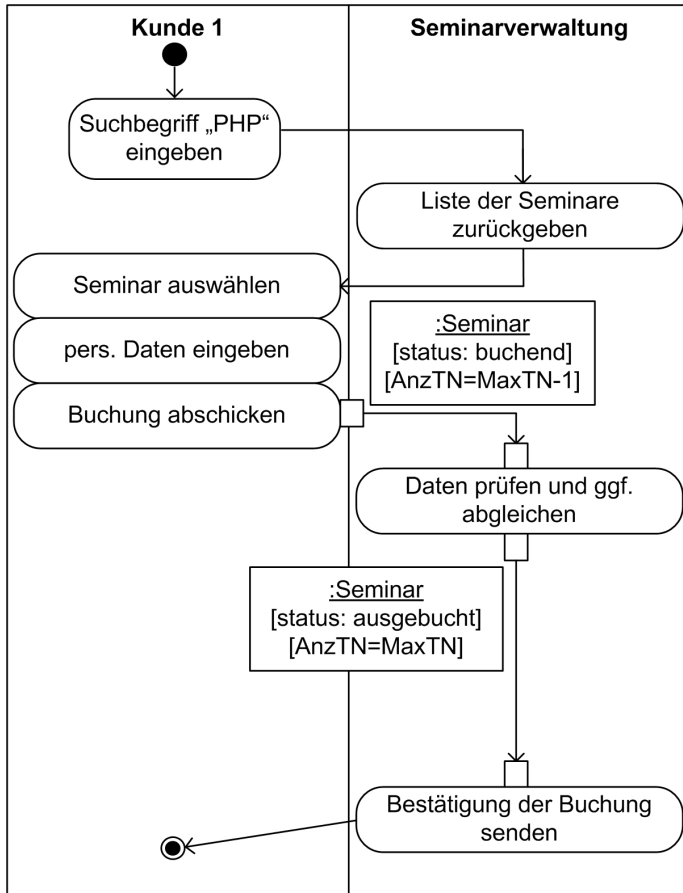 Kunde 1
Seminarverwaltung
Suchbegriff „PHP“
eingeben
Liste der Seminare
zurückgeben
Seminar auswählen
:Seminar
[status: buchend]
[AnzTN=MaxTN-1]
pers. Daten eingeben
Buchung abschicken
Daten prüfen und ggf.
abgleichen
:Seminar
[status: ausgebucht]
[AnzTN=MaxTN]
Bestätigung der Buchung
senden